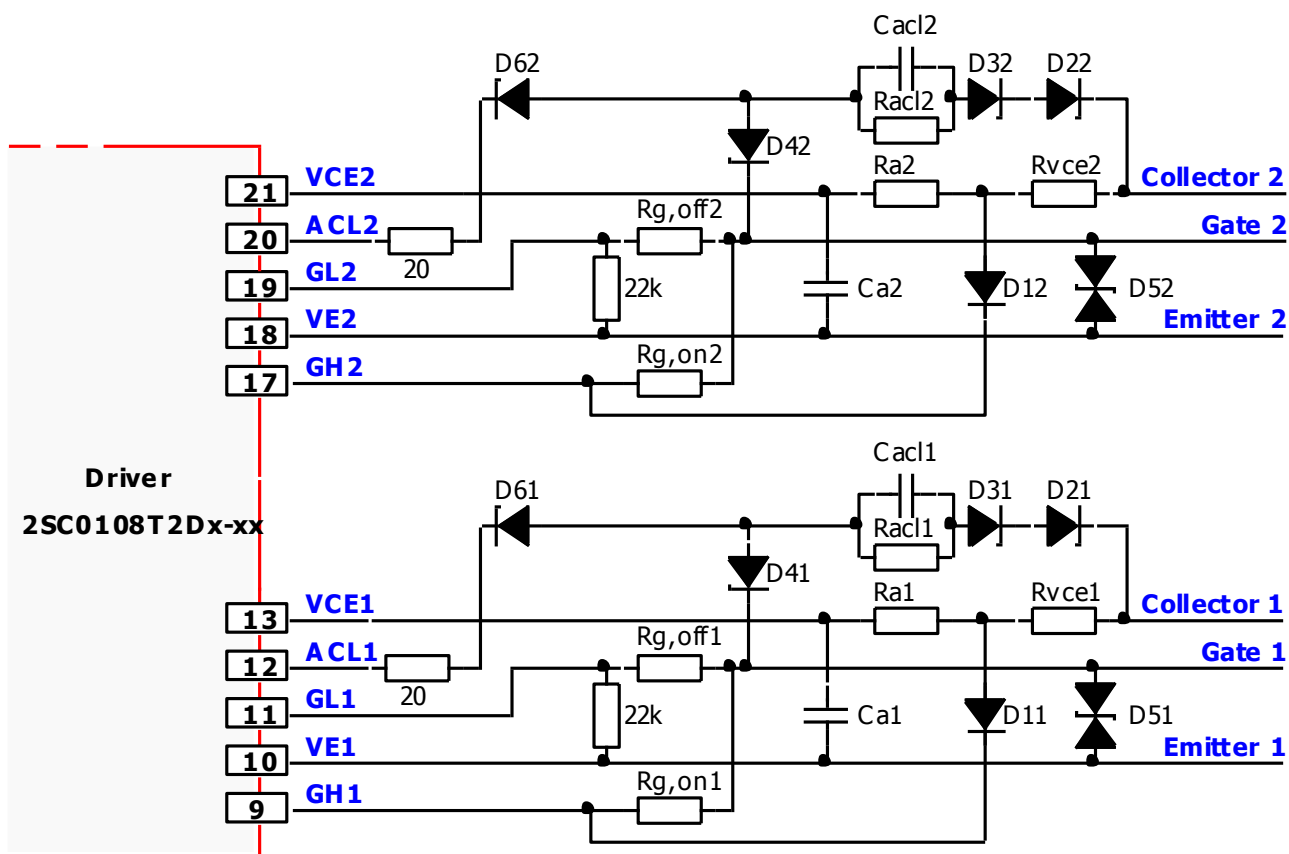 Cacl2
D62
D32
D22
Racl2
D42
21
VCE2
Ra2
Rvce2
Collector 2
20
ACL2
20
Rg,off2
Gate 2
19
GL2
22k
Ca2
D12
D52
18
VE2
Emitter 2
17
GH2
Rg,on2
Driver
2SC0108T2Dx-xx
Cacl1
D61
D31
D21
Racl1
D41
13
VCE1
Ra1
Rvce1
Collector 1
12
ACL1
20
Rg,off1
Gate 1
11
GL1
22k
Ca1
D11
D51
10
VE1
Emitter 1
9
GH1
Rg,on1